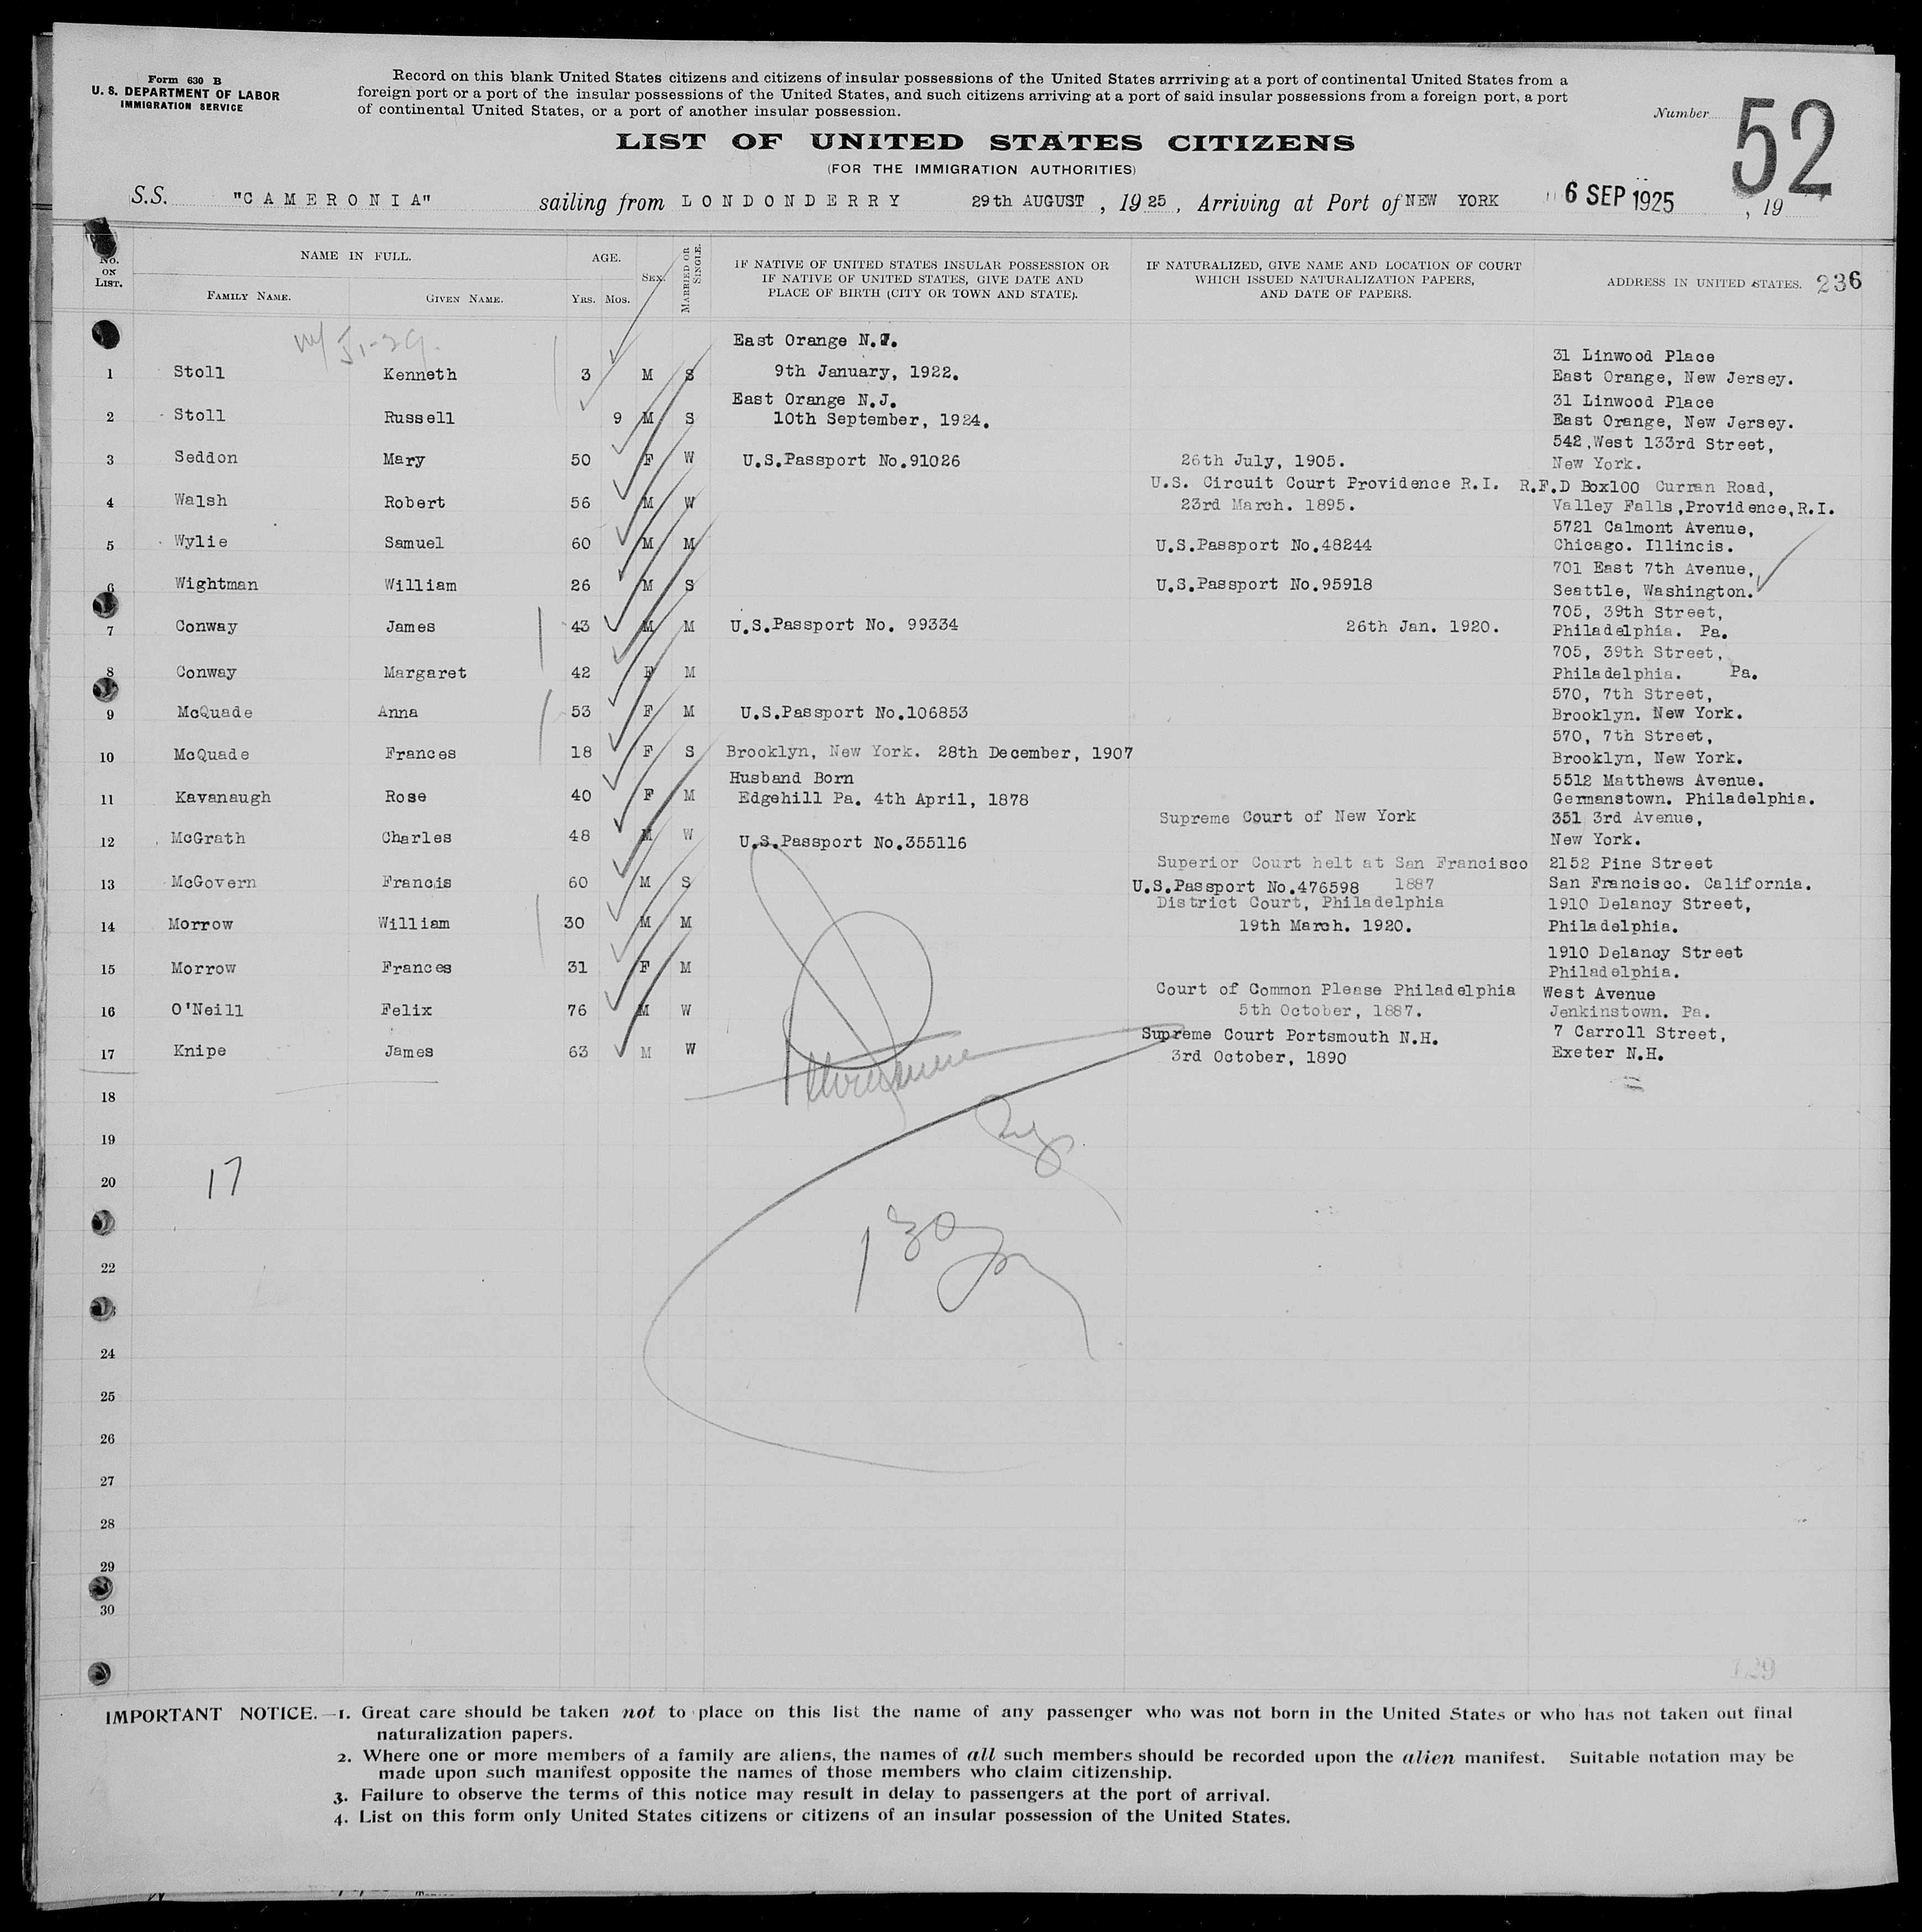 Form 630 B
U. S. DEPARTMENT OF LABOR
IMMIGRATION SERVICE
Record on this blank United States citizens and citizens of insular possessions of the United States arrriving at a port of continental United States from a
foreign port or a port of the insular possessions of the United States, and such citizens arriving at a port of said insular possessions from a foreign port, a port
of continental United States, or a port of another insular possession.
Number 52
LIST OF UNITED STATES CITIZENS
(FOR THE IMMIGRATION AUTHORITIES)
S.S. "CAMERONIA" sailing from LONDONDERRY 29th AUGUST, 1925, Arriving at Port of NEW YORK 6 SEP 1925, 19
No. ON LIST.
NAME IN FULL.
FAMILY NAME. GIVEN NAME.
AGE.
YRS. MOS.
SEX.
MARRIED OR SINGLE.
IF NATIVE OF UNITED STATES INSULAR POSSESSION OR
IF NATIVE OF UNITED STATES, GIVE DATE AND
PLACE OF BIRTH (CITY OR TOWN AND STATE).
IF NATURALIZED, GIVE NAME AND LOCATION OF COURT
WHICH ISSUED NATURALIZATION PAPERS,
AND DATE OF PAPERS.
ADDRESS IN UNITED STATES. 236
East Orange N.J.
31 Linwood Place
1 Stoll Kenneth 3 M S 9th January, 1922. East Orange, New Jersey.
East Orange N.J. 31 Linwood Place
2 Stoll Russell 9 M S 10th September, 1924. East Orange, New Jersey.
542,West 133rd Street,
3 Seddon Mary 50 F W U.S.Passport No.91026 26th July, 1905. New York.
U.S. Circuit Court Providence R.I. R.F.D Box100 Curran Road,
4 Walsh Robert 56 M W 23rd March. 1895. Valley Falls,Providence,R.I.
5721 Calmont Avenue,
5 Wylie Samuel 60 M M U.S.Passport No.48244 Chicago. Illincis.
701 East 7th Avenue,
6 Wightman William 26 M S U.S.Passport No.95918 Seattle, Washington.
705, 39th Street,
7 Conway James 43 M M U.S.Passport No. 99334 26th Jan. 1920. Philadelphia. Pa.
705, 39th Street,
8 Conway Margaret 42 F M Philadelphia. Pa.
570, 7th Street,
9 McQuade Anna 53 F M U.S.Passport No.106853 Brooklyn. New York.
570, 7th Street,
10 McQuade Frances 18 F S Brooklyn, New York. 28th December, 1907 Brooklyn, New York.
Husband Born 5512 Matthews Avenue.
11 Kavanaugh Rose 40 F M Edgehill Pa. 4th April, 1878 Germanstown. Philadelphia.
Supreme Court of New York 351 3rd Avenue,
12 McGrath Charles 48 M W U.S.Passport No.355116 New York.
Superior Court helt at San Francisco 2152 Pine Street
13 McGovern Francis 60 M S U.S.Passport No.476598 1887 San Francisco. California.
District Court, Philadelphia 1910 Delancy Street,
14 Morrow William 30 M M 19th March. 1920. Philadelphia.
1910 Delancy Street
15 Morrow Frances 31 F M Philadelphia.
Court of Common Please Philadelphia West Avenue
16 O'Neill Felix 76 M W 5th October, 1887. Jenkinstown. Pa.
Supreme Court Portsmouth N.H. 7 Carroll Street,
17 Knipe James 63 M W 3rd October, 1890 Exeter N.H.
18
19
20
17
22
24
25
26
27
28
29
30
129
IMPORTANT NOTICE.—1. Great care should be taken not to place on this list the name of any passenger who was not born in the United States or who has not taken out final
naturalization papers.
2. Where one or more members of a family are aliens, the names of all such members should be recorded upon the alien manifest. Suitable notation may be
made upon such manifest opposite the names of those members who claim citizenship.
3. Failure to observe the terms of this notice may result in delay to passengers at the port of arrival.
4. List on this form only United States citizens or citizens of an insular possession of the United States.